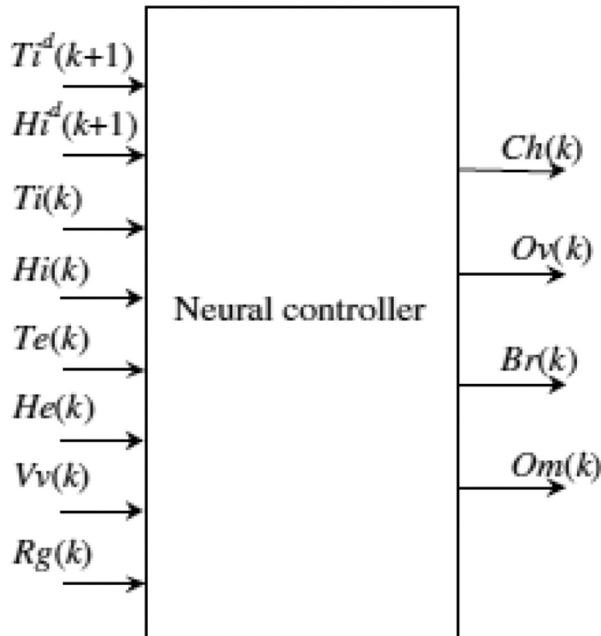 Ti^d(k+1)
Hi^d(k+1)
Ti(k)
Hi(k)
Te(k)
He(k)
Vv(k)
Rg(k)
Neural controller
Ch(k)
Ov(k)
Br(k)
Om(k)